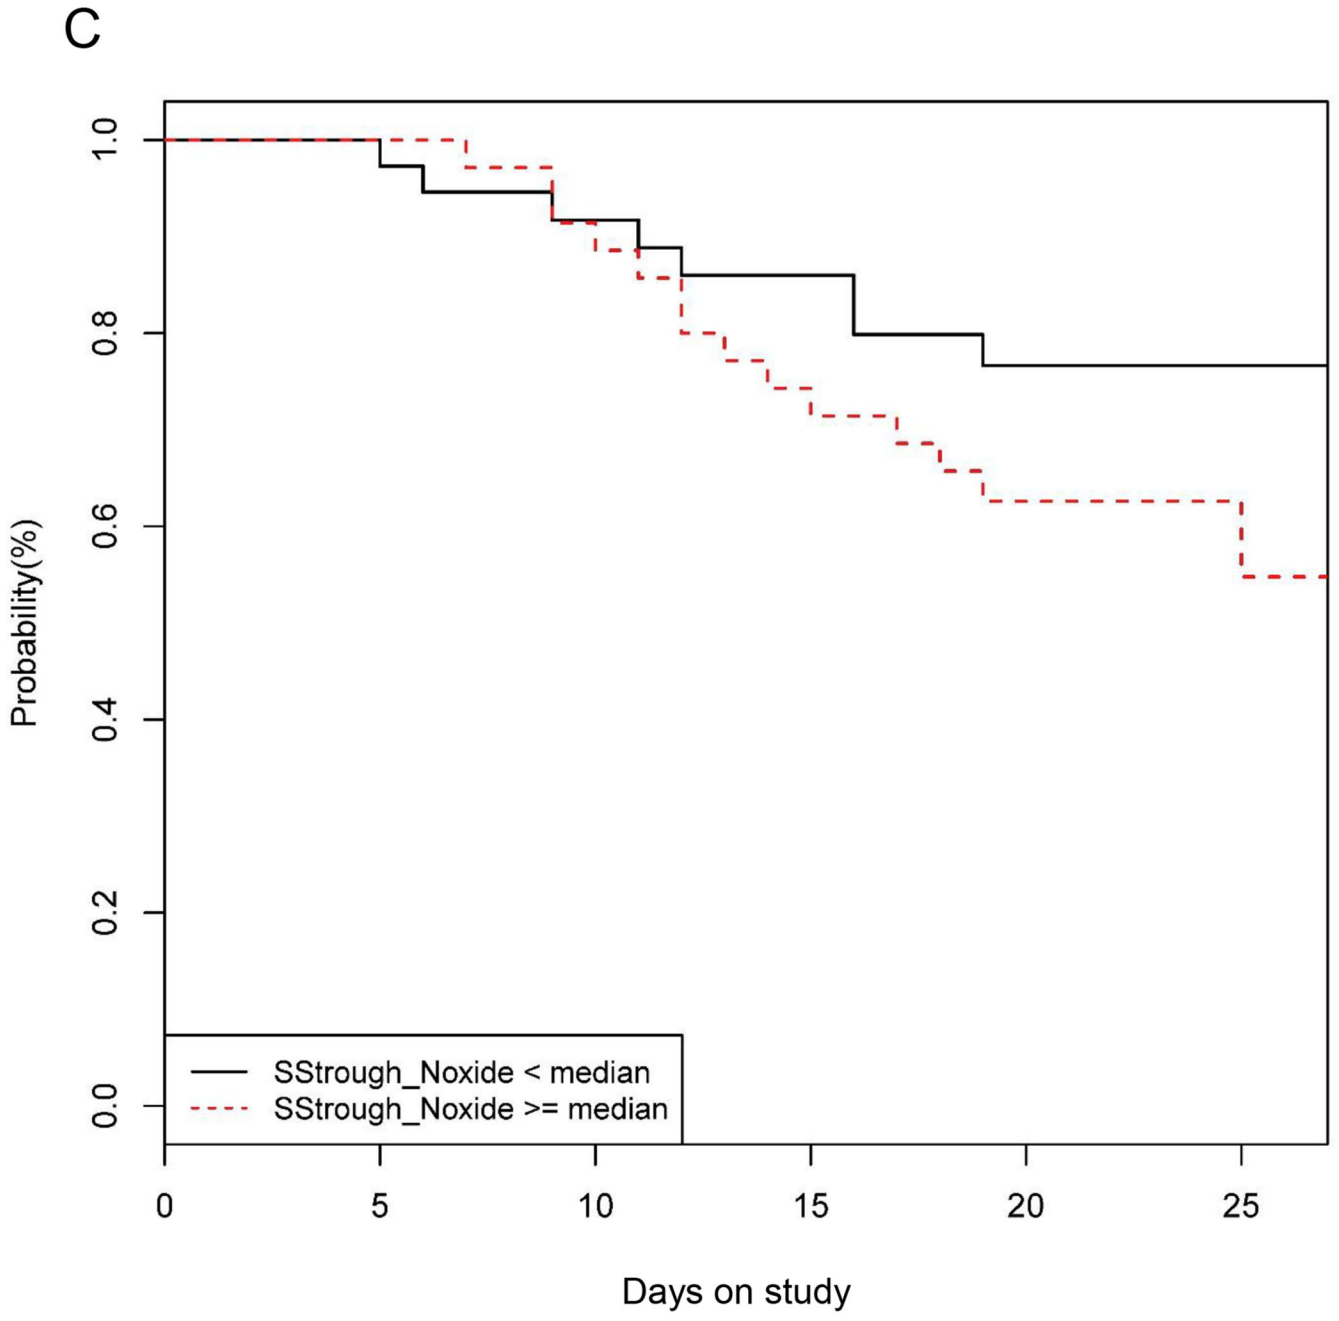 C
Probability(%)
1.0
0.8
0.6
0.4
0.2
0.0
SStrough_Noxide < median
SStrough_Noxide >= median
0 5 10 15 20 25
Days on study